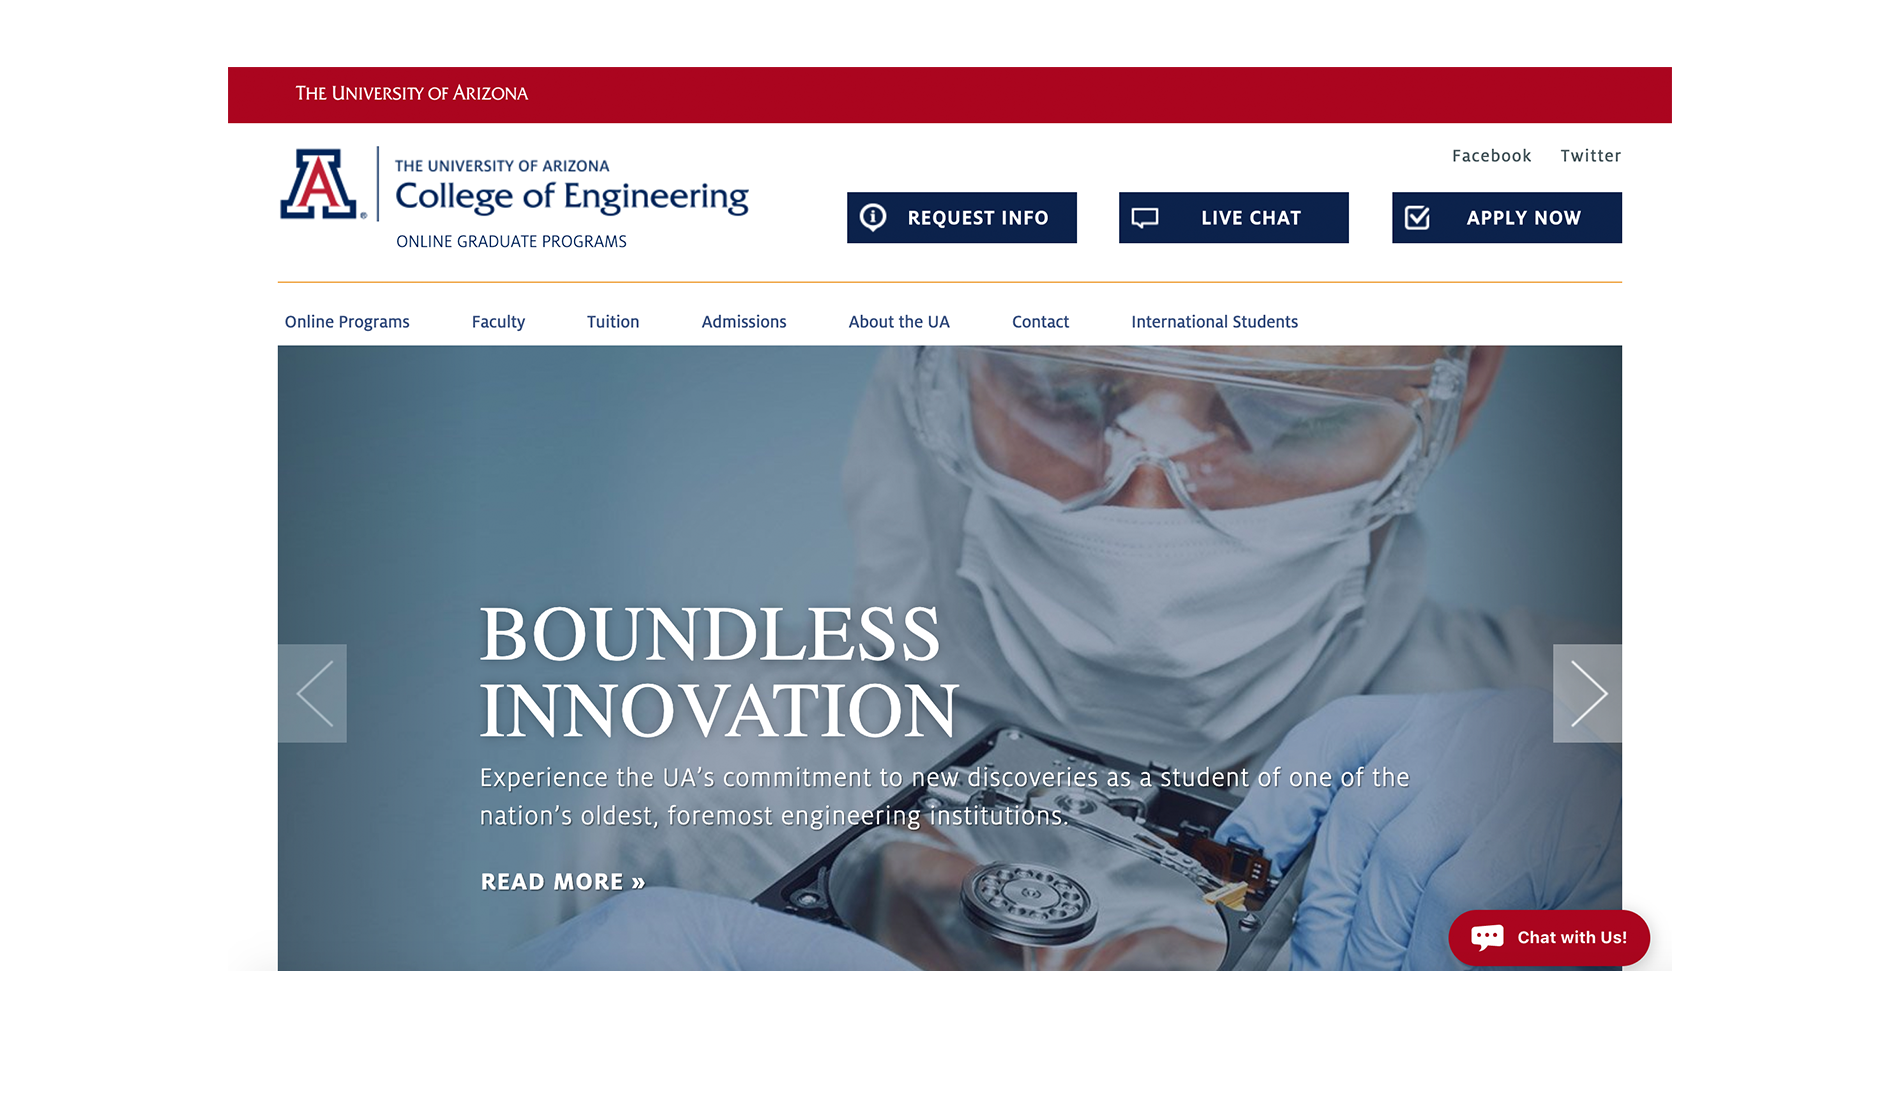 THE UNIVERSITY OF ARIZONA
A®
THE UNIVERSITY OF ARIZONA
College of Engineering
ONLINE GRADUATE PROGRAMS
Facebook Twitter
REQUEST INFO LIVE CHAT APPLY NOW
Online Programs Faculty Tuition Admissions About the UA Contact International Students
BOUNDLESS
INNOVATION
Experience the UA’s commitment to new discoveries as a student of one of the
nation’s oldest, foremost engineering institutions.
READ MORE »
Chat with Us!